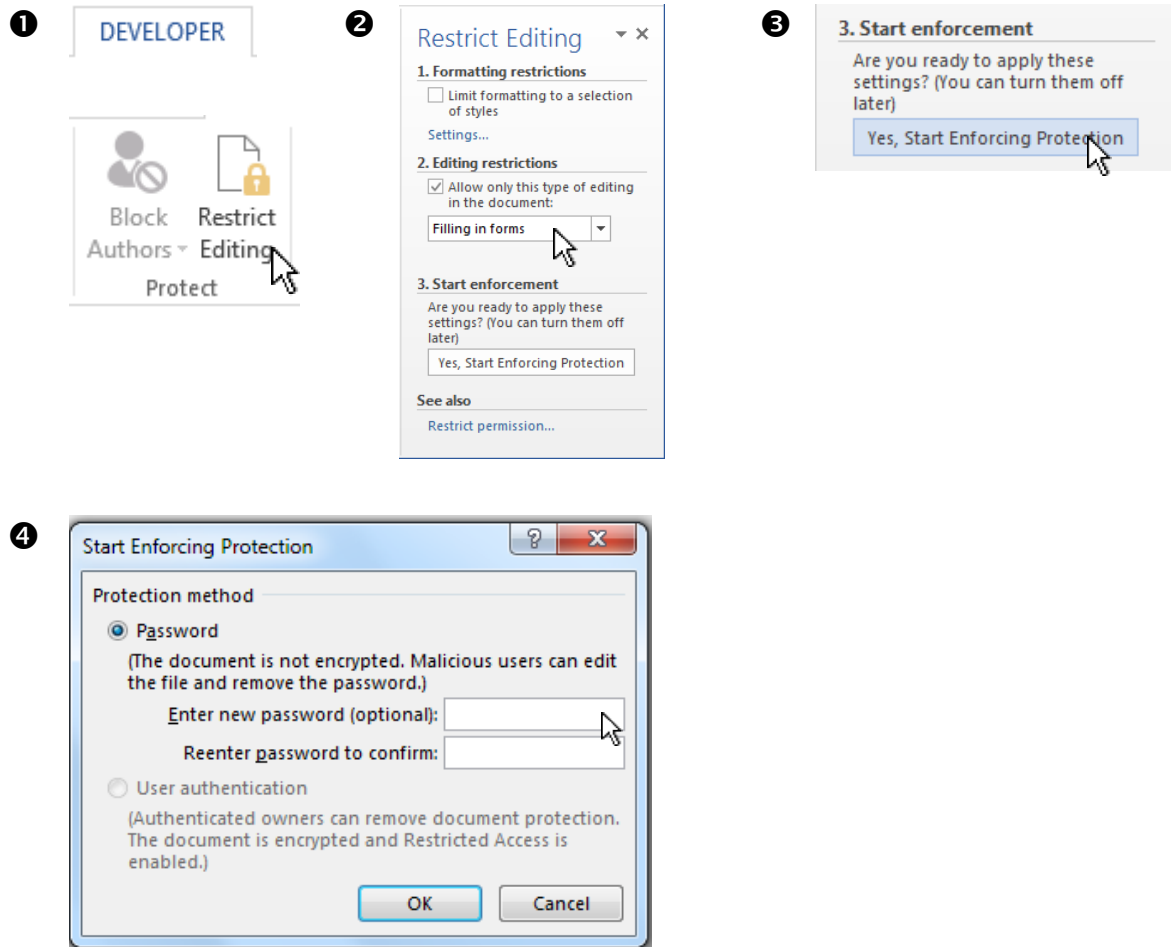 ❶
DEVELOPER
Block
Authors
Restrict
Editing
Protect
❷
Restrict Editing
1. Formatting restrictions
Limit formatting to a selection
of styles
Settings...
2. Editing restrictions
Allow only this type of editing
in the document:
Filling in forms
3. Start enforcement
Are you ready to apply these
settings? (You can turn them off
later)
Yes, Start Enforcing Protection
See also
Restrict permission...
❸
3. Start enforcement
Are you ready to apply these
settings? (You can turn them off
later)
Yes, Start Enforcing Protection
❹
Start Enforcing Protection
?
Protection method
Password
(The document is not encrypted. Malicious users can edit
the file and remove the password.)
Enter new password (optional):
Reenter password to confirm:
User authentication
(Authenticated owners can remove document protection.
The document is encrypted and Restricted Access is
enabled.)
OK
Cancel